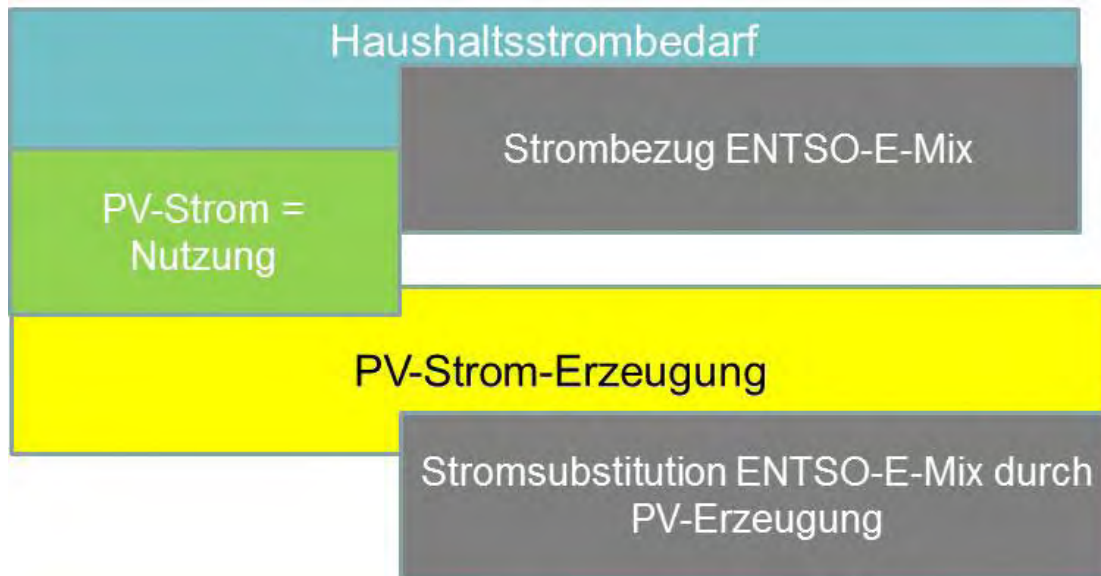 Haushaltsstrombedarf
Strombezug ENTSO-E-Mix
PV-Strom =
Nutzung
PV-Strom-Erzeugung
Stromsubstitution ENTSO-E-Mix durch
PV-Erzeugung